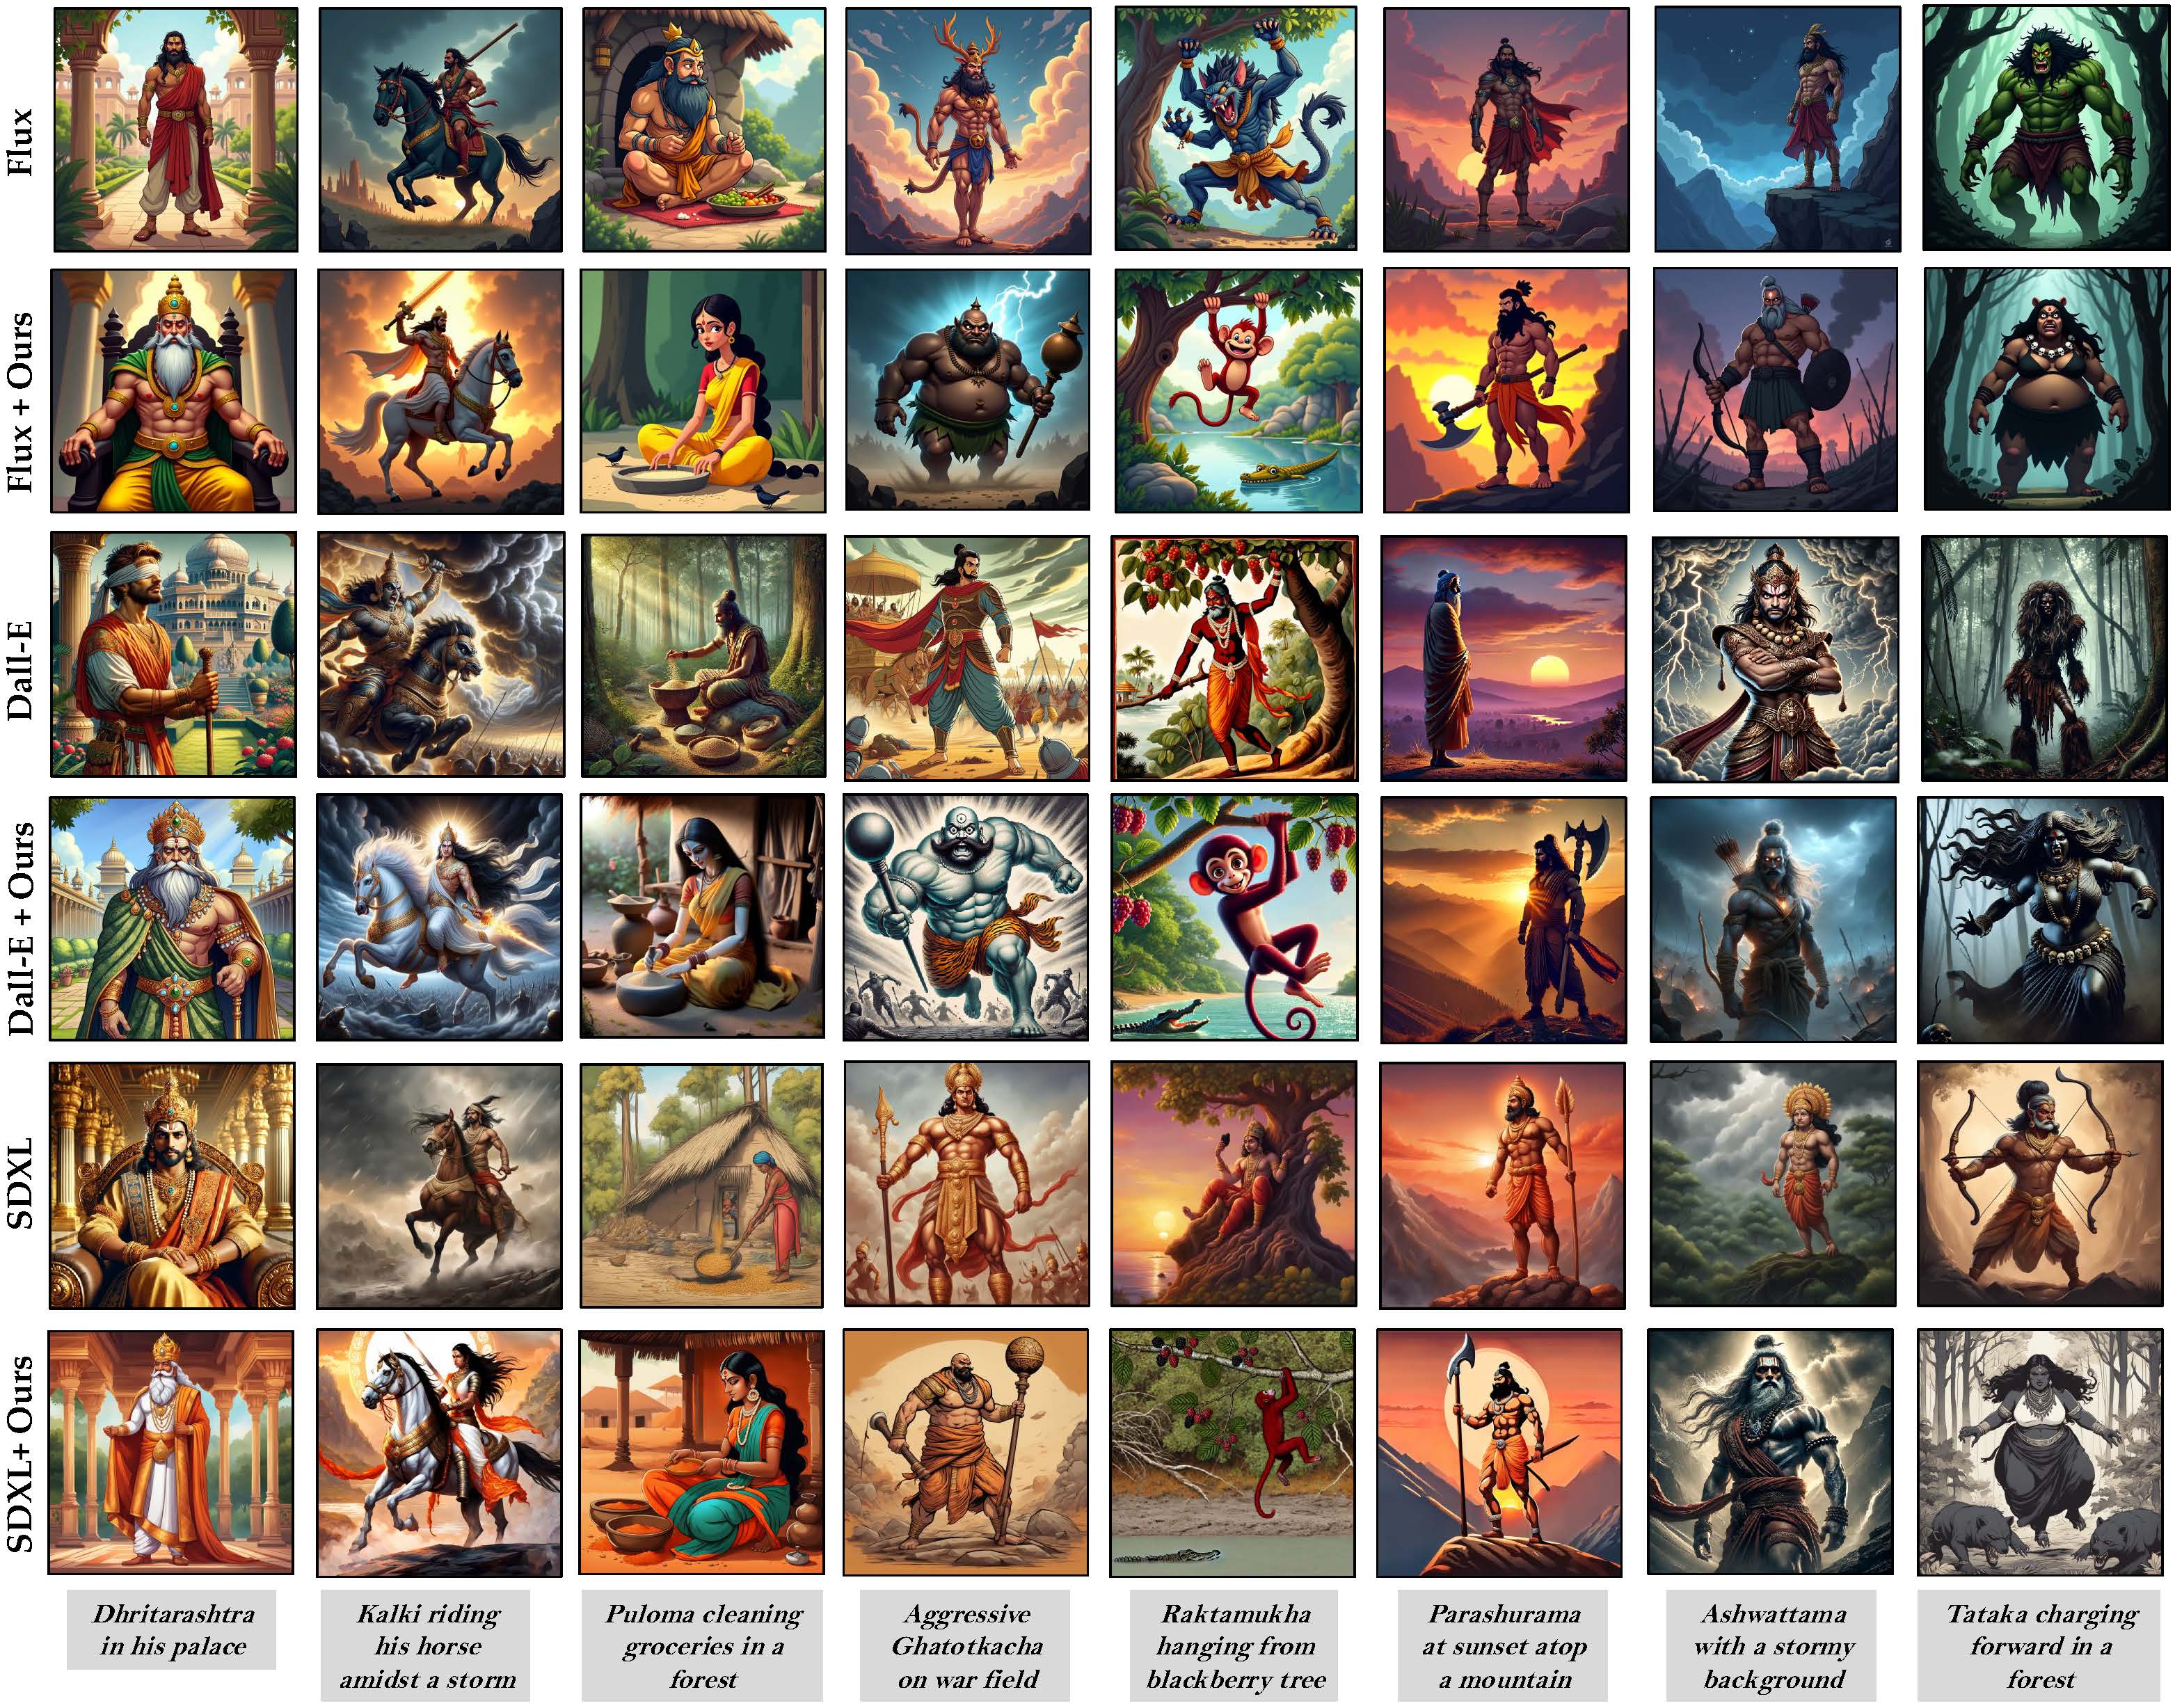 Flux
Flux + Ours
Dall-E
Dall-E + Ours
SDXL
SDXL+ Ours
Dhritarashtra
in his palace
Kalki riding
his horse
amidst a storm
Puloma cleaning
groceries in a
forest
Aggressive
Ghatotkacha
on war field
Raktamukha
hanging from
blackberry tree
Parashurama
at sunset atop
a mountain
Ashwattama
with a stormy
background
Tataka charging
forward in a
forest